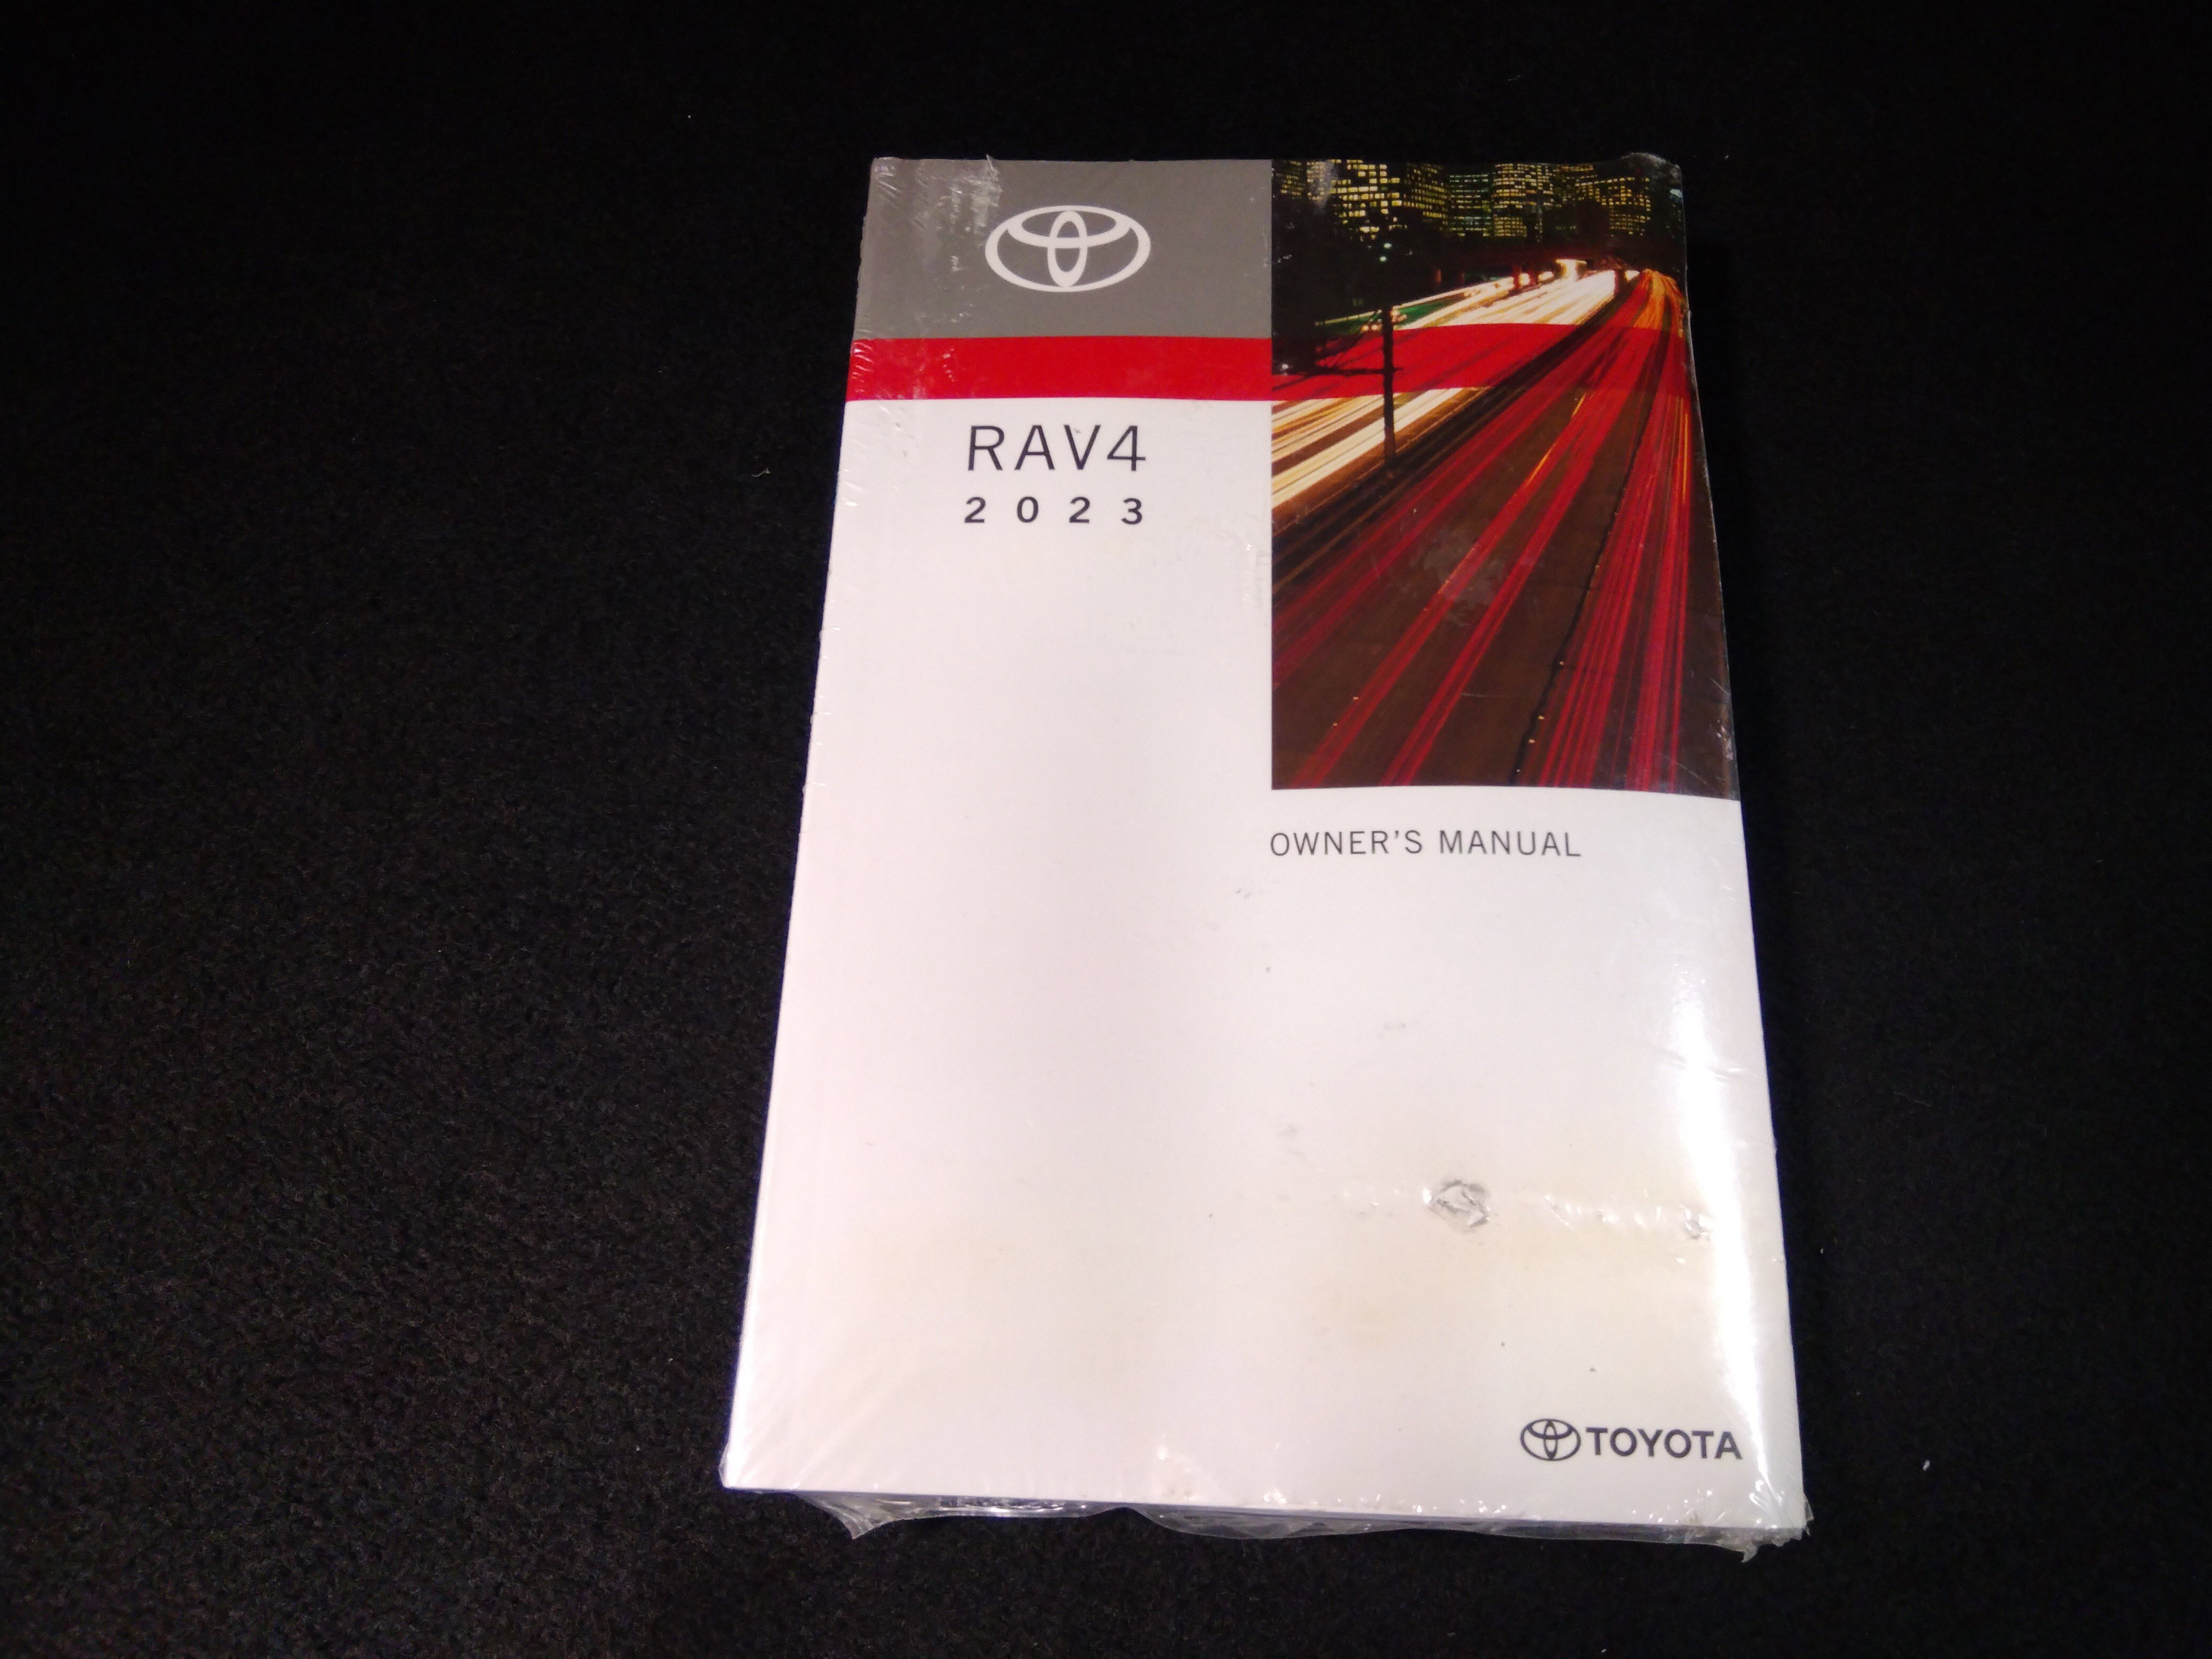 RAV4
2023
OWNER'S MANUAL
TOYOTA